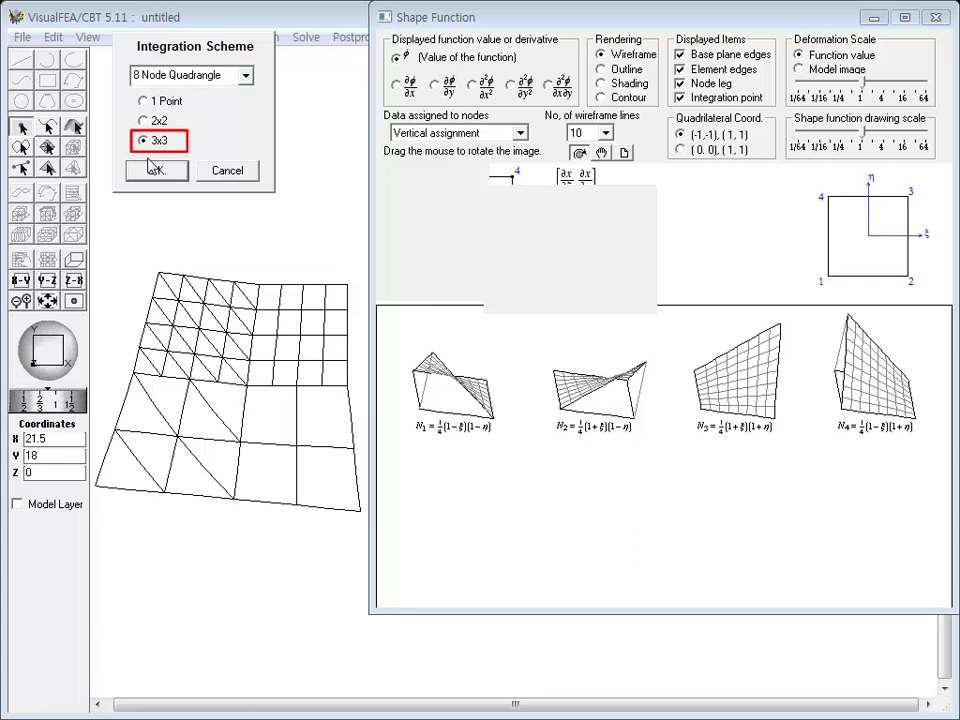 VisualFEA/CBT 5.11 : untitled
File Edit View Solve Postpro
Integration Scheme
8 Node Quadrangle
1 Point
2x2
3x3
Cancel
Coordinates
X 21.5
Y 18
Z 0
Model Layer
X-Y Y-Z Z-X
Shape Function
Displayed function value or derivative
ϕ (Value of the function)
∂ϕ/∂x ∂ϕ/∂y ∂²ϕ/∂x² ∂²ϕ/∂y² ∂²ϕ/∂x∂y
Rendering
Wireframe
Outline
Shading
Contour
Displayed Items
Base plane edges
Element edges
Node leg
Integration point
Deformation Scale
Function value
Model image
1/64 1/16 1/4 1 4 16 64
Data assigned to nodes
Vertical assignment
No, of wireframe lines
10
Drag the mouse to rotate the image.
Quadrilateral Coord.
(-1,-1), ( 1, 1)
( 0, 0), ( 1, 1)
Shape function drawing scale
1/64 1/16 1/4 1 4 16 64
4
η
4 3
ξ
1 2
N₁ = ¼(1−ξ)(1−η)
N₂ = ¼(1+ξ)(1−η)
N₃ = ¼(1+ξ)(1+η)
N₄ = ¼(1−ξ)(1+η)